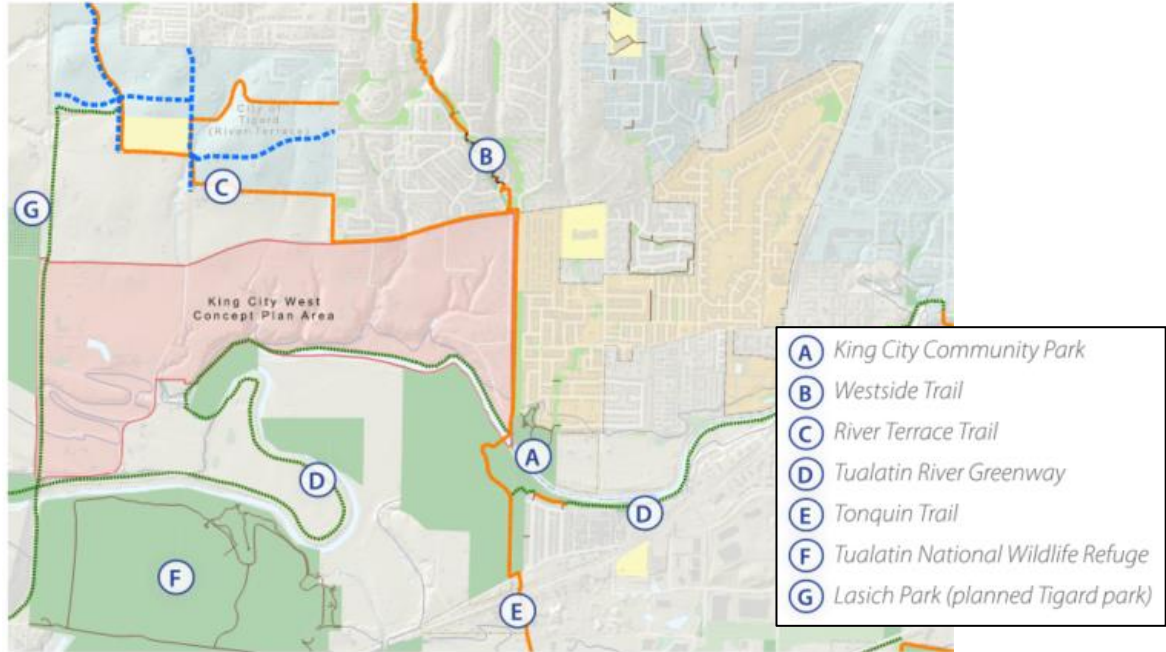 City of
Tigard
(River Terrace)
B
C
G
King City West
Concept Plan Area
A King City Community Park
B Westside Trail
C River Terrace Trail
D Tualatin River Greenway
E Tonquin Trail
F Tualatin National Wildlife Refuge
G Lasich Park (planned Tigard park)
A
D
D
F
E